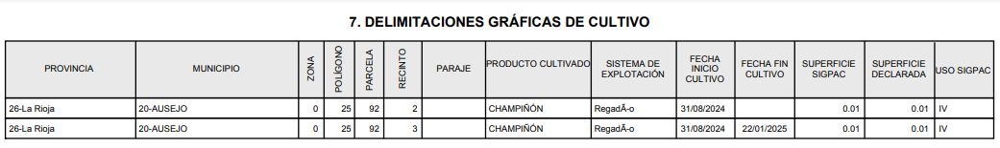 7. DELIMITACIONES GRÁFICAS DE CULTIVO
PROVINCIA MUNICIPIO ZONA POLÍGONO PARCELA RECINTO PARAJE PRODUCTO CULTIVADO SISTEMA DE EXPLOTACIÓN FECHA INICIO CULTIVO FECHA FIN CULTIVO SUPERFICIE SIGPAC SUPERFICIE DECLARADA USO SIGPAC
26-La Rioja 20-AUSEJO 0 25 92 2 CHAMPIÑÓN RegadÃ-o 31/08/2024 0.01 0.01 IV
26-La Rioja 20-AUSEJO 0 25 92 3 CHAMPIÑÓN RegadÃ-o 31/08/2024 22/01/2025 0.01 0.01 IV